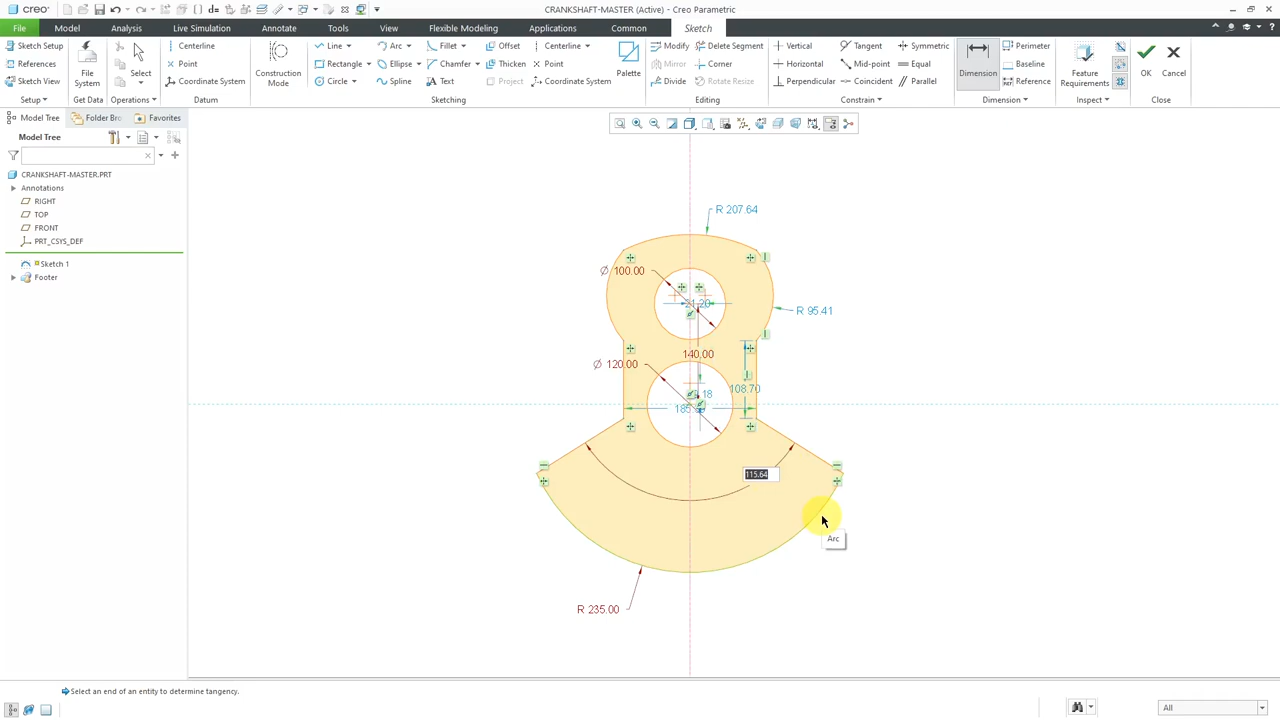 creo
CRANKSHAFT-MASTER (Active) - Creo Parametric
File Model Analysis Live Simulation Annotate Tools View Flexible Modeling Applications Common Sketch
Sketch Setup
References
Sketch View
Setup
File System
Get Data
Select
Operations
Centerline
Point
Coordinate System
Datum
Construction Mode
Line Arc Fillet Offset Centerline
Rectangle Ellipse Chamfer Thicken Point
Circle Spline Text Project Coordinate System
Palette
Sketching
Modify Delete Segment
Mirror Corner
Divide Rotate Resize
Editing
Vertical Tangent Symmetric
Horizontal Mid-point Equal
Perpendicular Coincident Parallel
Constrain
Dimension
Perimeter
Baseline
Reference
Dimension
Feature Requirements
Inspect
OK
Cancel
Close
Model Tree Folder Bro Favorites
Model Tree
CRANKSHAFT-MASTER.PRT
Annotations
RIGHT
TOP
FRONT
PRT_CSYS_DEF
Sketch 1
Footer
R 207.64
Ø 100.00
21.20
R 95.41
140.00
Ø 120.00
108.70
115.64
Arc
R 235.00
Select an end of an entity to determine tangency.
All